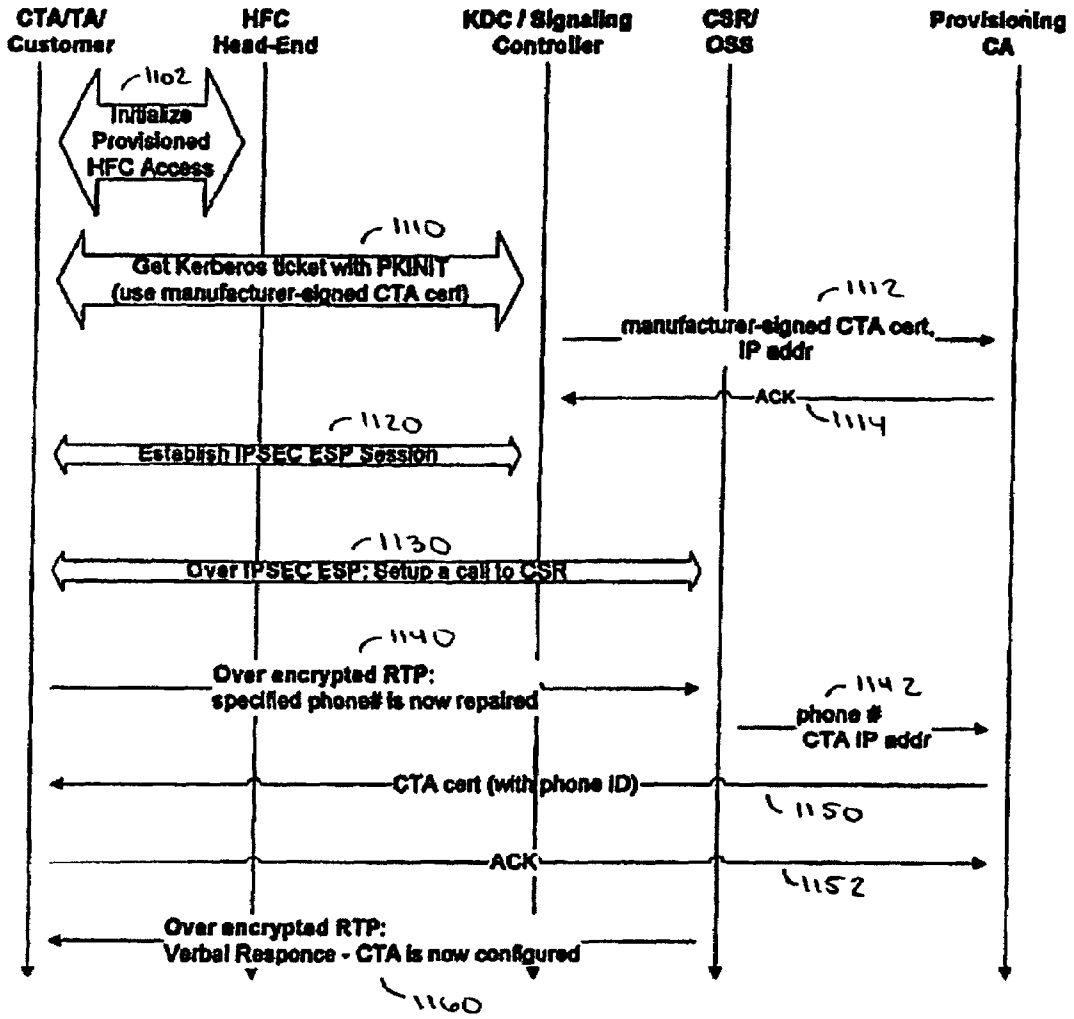 CTA/TA/
Customer
HFC
Head-End
KDC / Signaling
Controller
CSR/
OSS
Provisioning
CA
1102
Initialize
Provisioned
HFC Access
1110
Get Kerberos ticket with PKINIT
(use manufacturer-signed CTA cert)
1112
manufacturer-signed CTA cert,
IP addr
ACK
1114
1120
Establish IPSEC ESP Session
1130
Over IPSEC ESP: Setup a call to CSR
1140
Over encrypted RTP:
specified phone# is now repaired
1142
phone #
CTA IP addr
CTA cert (with phone ID)
1150
ACK
1152
Over encrypted RTP:
Verbal Responce - CTA is now configured
1160